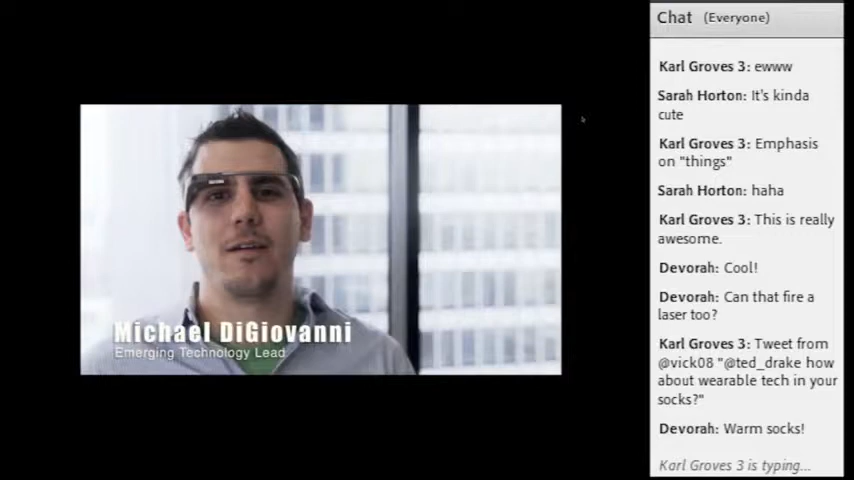 Chat (Everyone)
Karl Groves 3: ewww
Sarah Horton: It's kinda
cute
Karl Groves 3: Emphasis
on "things"
Sarah Horton: haha
Karl Groves 3: This is really
awesome.
Devorah: Cool!
Devorah: Can that fire a
laser too?
Karl Groves 3: Tweet from
@vick08 "@ted_drake how
about wearable tech in your
socks?"
Devorah: Warm socks!
Karl Groves 3 is typing...
Michael DiGiovanni
Emerging Technology Lead